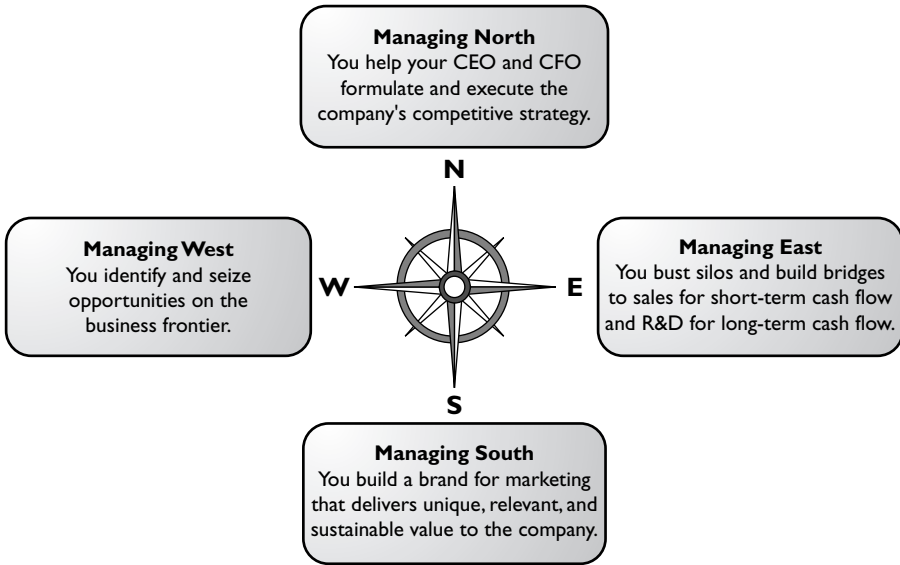 Managing North
You help your CEO and CFO
formulate and execute the
company's competitive strategy.
N
Managing West
You identify and seize
opportunities on the
business frontier.
W
E
Managing East
You bust silos and build bridges
to sales for short-term cash flow
and R&D for long-term cash flow.
S
Managing South
You build a brand for marketing
that delivers unique, relevant, and
sustainable value to the company.